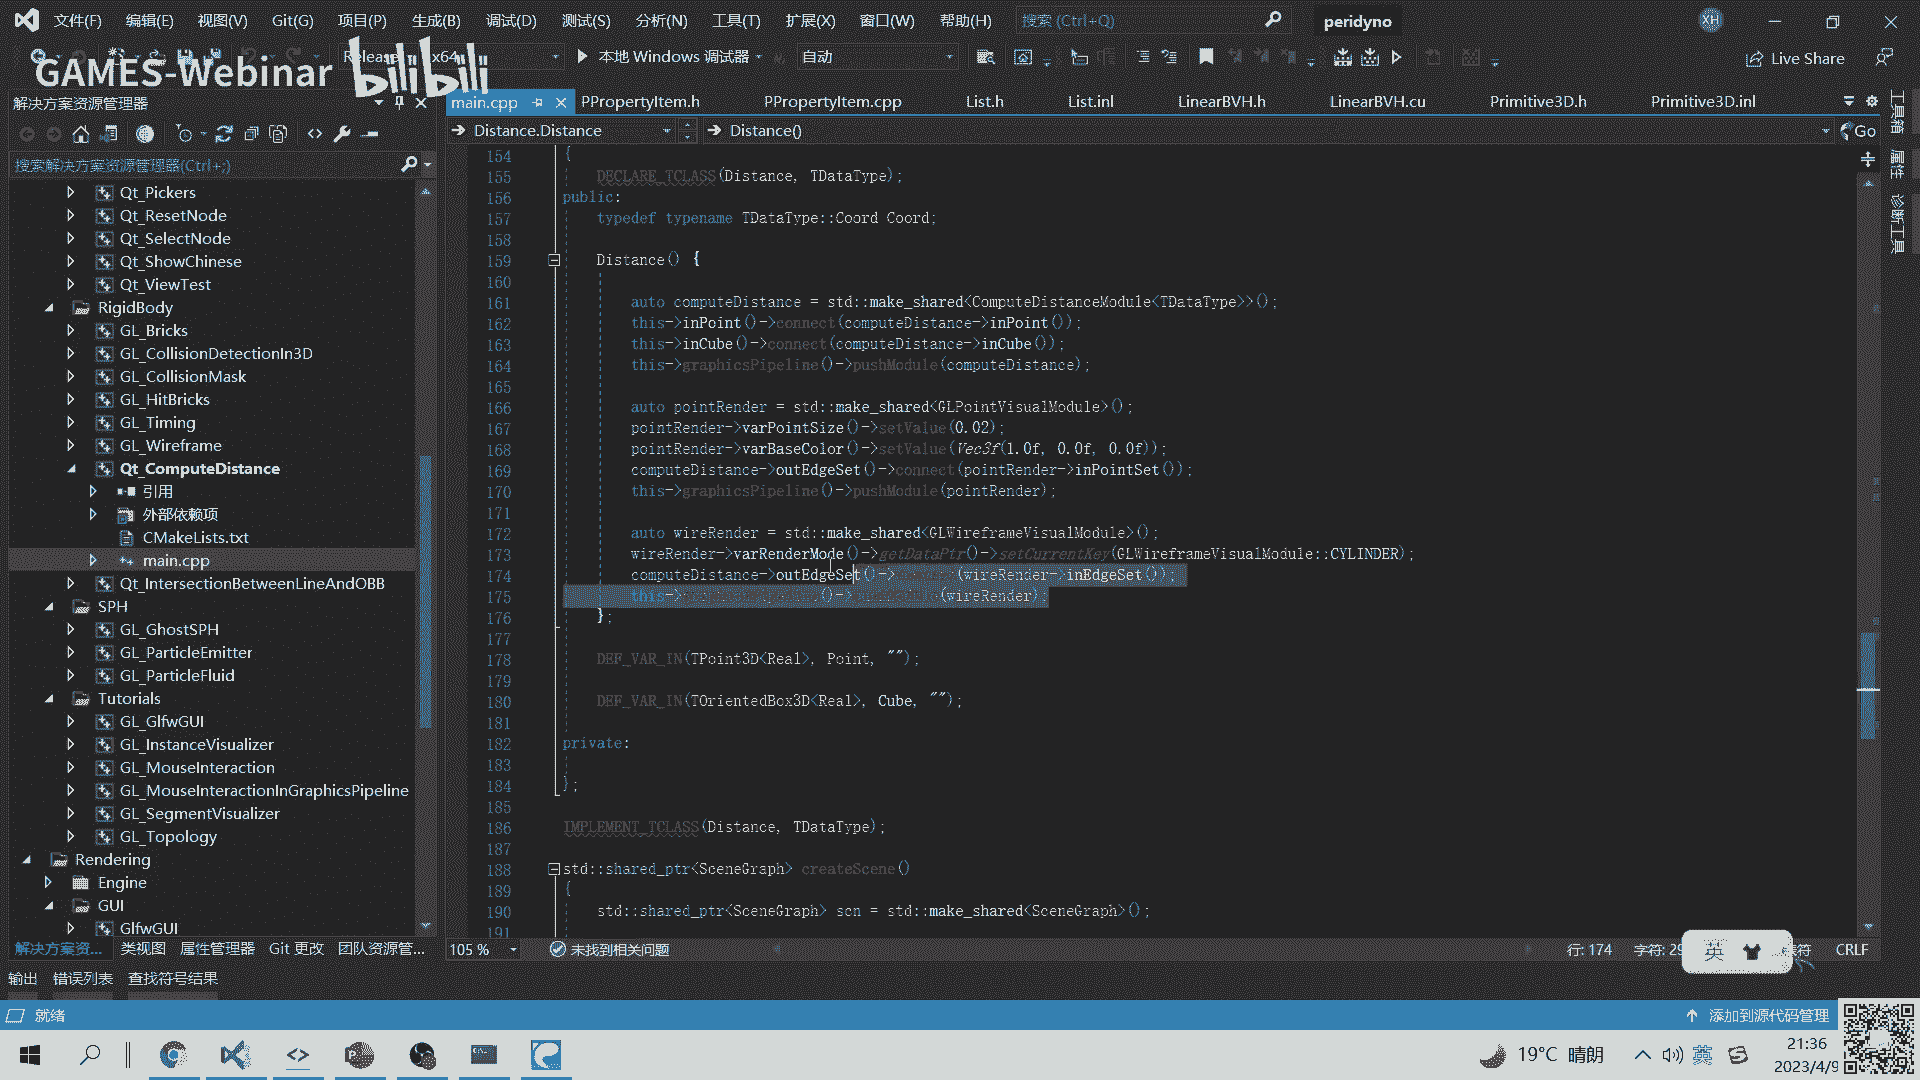 文件(F) 编辑(E) 视图(V) Git(G) 项目(P) 生成(B) 调试(D) 测试(S) 分析(N) 工具(T) 扩展(X) 窗口(W) 帮助(H) 搜索 (Ctrl+Q) peridyno XH
Release x64 本地 Windows 调试器 自动 Live Share
GAMES-Webinar bilibili
解决方案资源管理器
main.cpp PPropertyItem.h PPropertyItem.cpp List.h List.inl LinearBVH.h LinearBVH.cu Primitive3D.h Primitive3D.inl
Distance.Distance Distance() Go
搜索解决方案资源管理器(Ctrl+;)
工具箱
属性
诊断工具
Qt_Pickers
Qt_ResetNode
Qt_SelectNode
Qt_ShowChinese
Qt_ViewTest
RigidBody
GL_Bricks
GL_CollisionDetectionIn3D
GL_CollisionMask
GL_HitBricks
GL_Timing
GL_Wireframe
Qt_ComputeDistance
引用
外部依赖项
CMakeLists.txt
main.cpp
Qt_IntersectionBetweenLineAndOBB
SPH
GL_GhostSPH
GL_ParticleEmitter
GL_ParticleFluid
Tutorials
GL_GlfwGUI
GL_InstanceVisualizer
GL_MouseInteraction
GL_MouseInteractionInGraphicsPipeline
GL_SegmentVisualizer
GL_Topology
Rendering
Engine
GUI
GlfwGUI
154 {
155 DECLARE_TCLASS(Distance, TDataType);
156 public:
157 typedef typename TDataType::Coord Coord;
158
159 Distance() {
160
161 auto computeDistance = std::make_shared<ComputeDistanceModule<TDataType>>();
162 this->inPoint()->connect(computeDistance->inPoint());
163 this->inCube()->connect(computeDistance->inCube());
164 this->graphicsPipeline()->pushModule(computeDistance);
165
166 auto pointRender = std::make_shared<GLPointVisualModule>();
167 pointRender->varPointSize()->setValue(0.02);
168 pointRender->varBaseColor()->setValue(Vec3f(1.0f, 0.0f, 0.0f));
169 computeDistance->outEdgeSet()->connect(pointRender->inPointSet());
170 this->graphicsPipeline()->pushModule(pointRender);
171
172 auto wireRender = std::make_shared<GLWireframeVisualModule>();
173 wireRender->varRenderMode()->getDataPtr()->setCurrentKey(GLWireframeVisualModule::CYLINDER);
174 computeDistance->outEdgeSet()-> (wireRender->inEdgeSet());
175 this-> ()-> (wireRender)
176 };
177
178 DEF_VAR_IN(TPoint3D<Real>, Point, "");
179
180 DEF_VAR_IN(TOrientedBox3D<Real>, Cube, "");
181
182 private:
183
184 };
185
186 IMPLEMENT_TCLASS(Distance, TDataType);
187
188 std::shared_ptr<SceneGraph> createScene()
189 {
190 std::shared_ptr<SceneGraph> scn = std::make_shared<SceneGraph>();
191
解决方案资... 类视图 属性管理器 Git 更改 团队资源管... 105 % 未找到相关问题 行: 174 字符: 英 CRLF
输出 错误列表 查找符号结果
就绪 添加到源代码管理
19°C 晴朗 英 21:36
2023/4/9